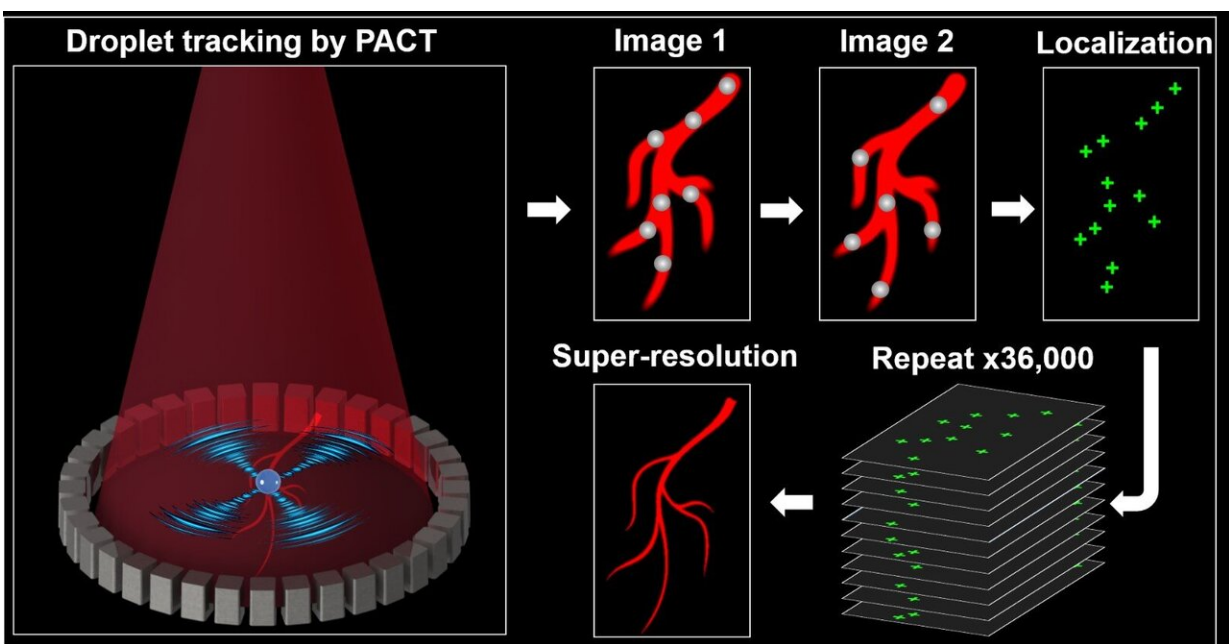 Droplet tracking by PACT
Image 1
Image 2
Localization
Super-resolution
Repeat x36,000